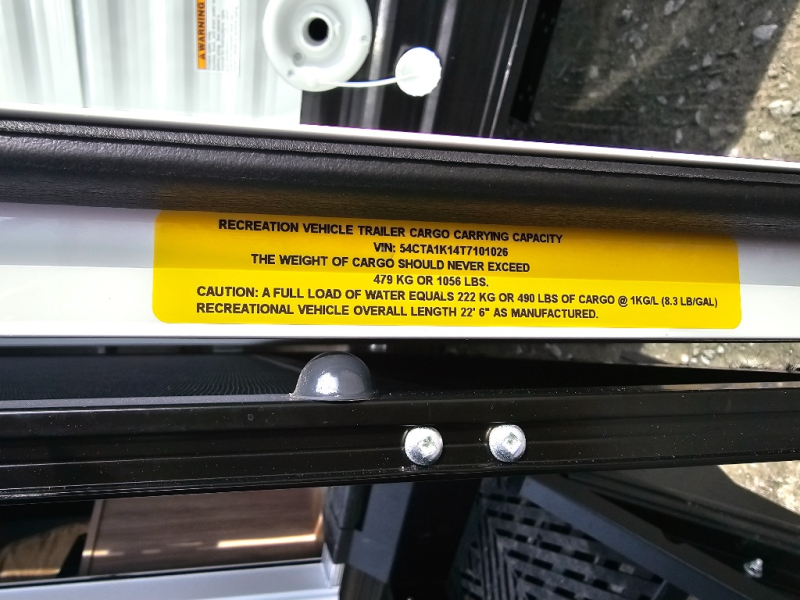 WARNING
RECREATION VEHICLE TRAILER CARGO CARRYING CAPACITY
VIN: 54CTA1K14T7101026
THE WEIGHT OF CARGO SHOULD NEVER EXCEED
479 KG OR 1056 LBS.
CAUTION: A FULL LOAD OF WATER EQUALS 222 KG OR 490 LBS OF CARGO @ 1KG/L (8.3 LB/GAL)
RECREATIONAL VEHICLE OVERALL LENGTH 22' 6" AS MANUFACTURED.